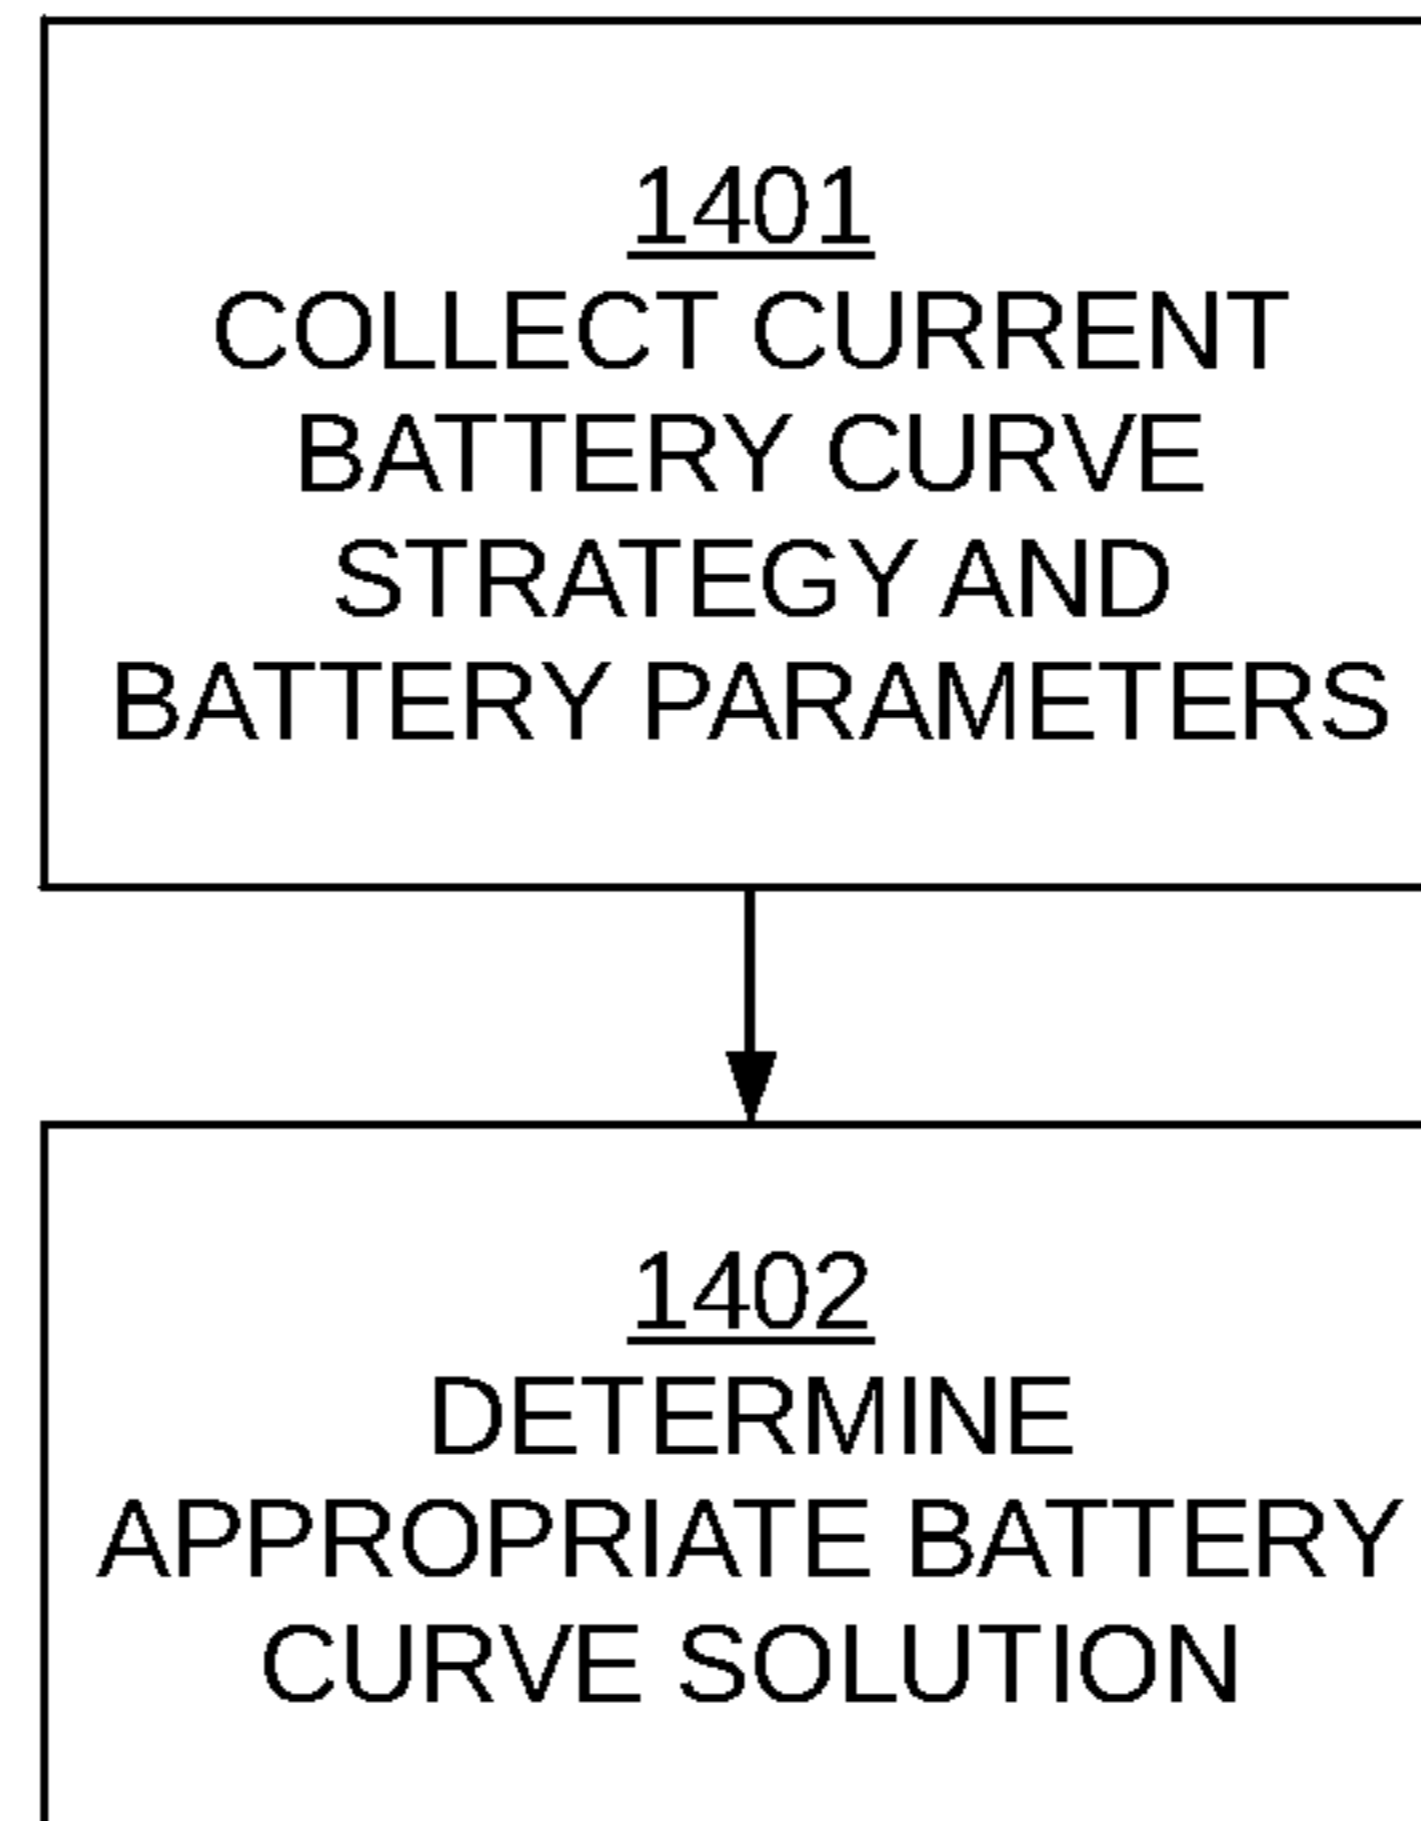 1401
COLLECT CURRENT
BATTERY CURVE
STRATEGY AND
BATTERY PARAMETERS
1402
DETERMINE
APPROPRIATE BATTERY
CURVE SOLUTION